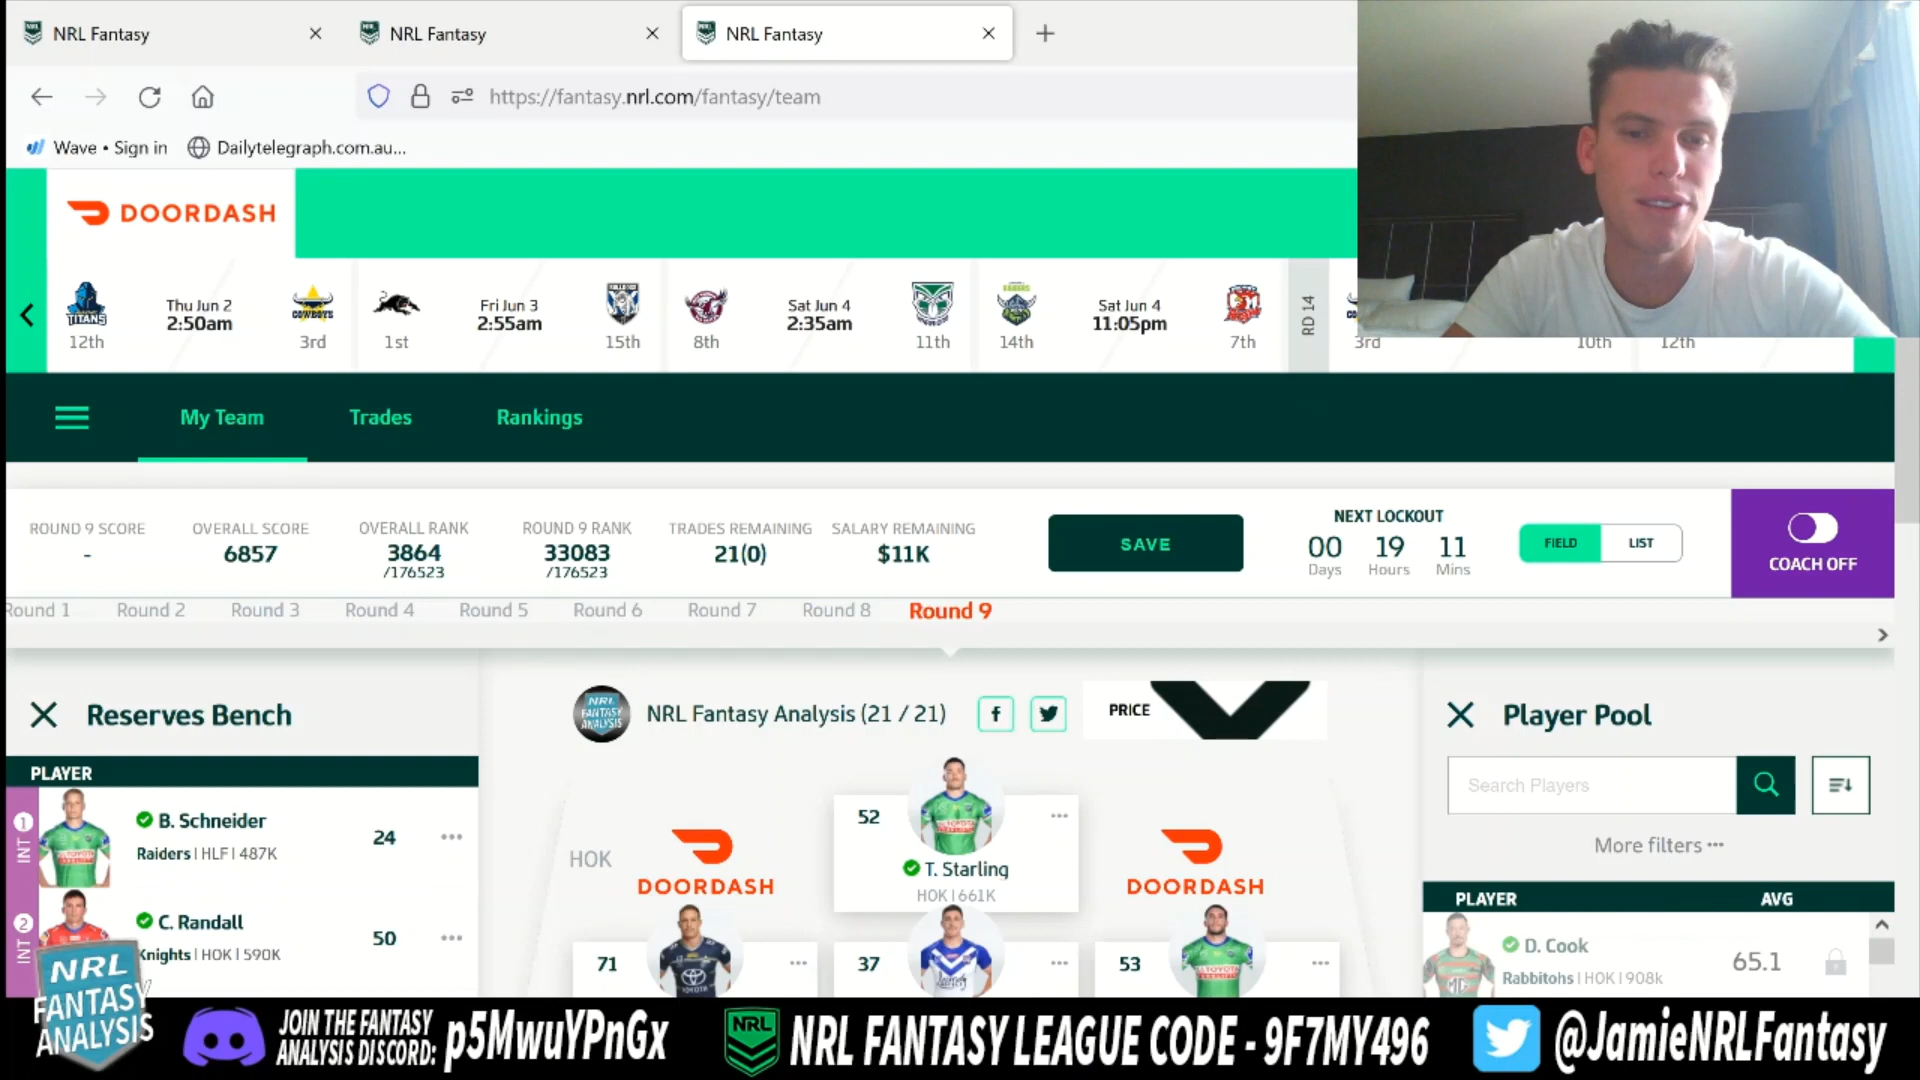 NRL Fantasy
NRL Fantasy
NRL Fantasy
https://fantasy.nrl.com/fantasy/team
Wave • Sign in
Dailytelegraph.com.au...
DOORDASH
TITANS
12th
Thu Jun 2
2:50am
COWBOYS
3rd
1st
Fri Jun 3
2:55am
15th
8th
Sat Jun 4
2:35am
11th
14th
Sat Jun 4
11:05pm
7th
RD 14
3rd
10th
12th
My Team
Trades
Rankings
ROUND 9 SCORE
-
OVERALL SCORE
6857
OVERALL RANK
3864
/176523
ROUND 9 RANK
33083
/176523
TRADES REMAINING
21(0)
SALARY REMAINING
$11K
SAVE
NEXT LOCKOUT
00 19 11
Days Hours Mins
FIELD
LIST
COACH OFF
Round 1
Round 2
Round 3
Round 4
Round 5
Round 6
Round 7
Round 8
Round 9
Reserves Bench
PLAYER
1
INT
B. Schneider
Raiders | HLF | 487K
24
2
INT
C. Randall
Knights | HOK | 590K
50
NRL FANTASY ANALYSIS
NRL Fantasy Analysis (21 / 21)
PRICE
HOK
DOORDASH
52
T. Starling
HOK | 661K
DOORDASH
71
37
53
Player Pool
Search Players
More filters •••
PLAYER
AVG
D. Cook
Rabbitohs | HOK | 908k
65.1
NRL
FANTASY
ANALYSIS
JOIN THE FANTASY
ANALYSIS DISCORD:
p5MwuYPnGx
NRL
NRL FANTASY LEAGUE CODE - 9F7MY496
@JamieNRLFantasy